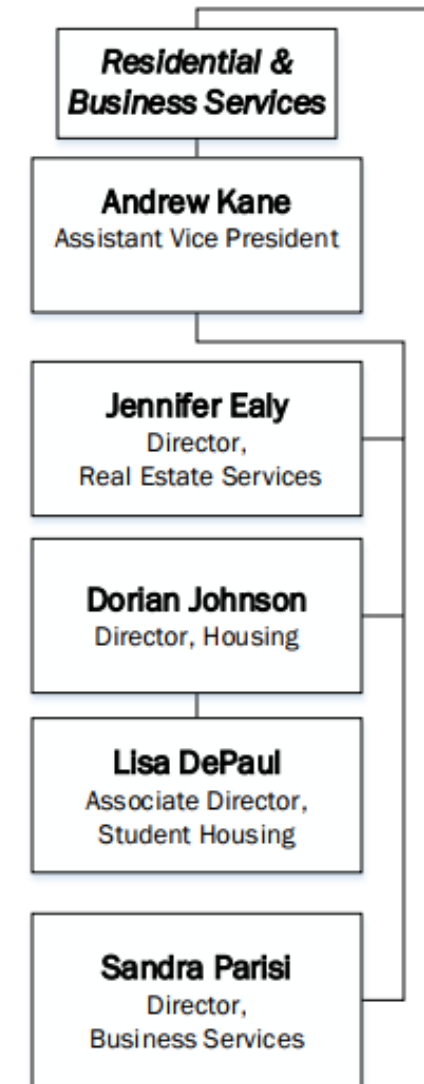 Residential &
Business Services
Andrew Kane
Assistant Vice President
Jennifer Ealy
Director,
Real Estate Services
Dorian Johnson
Director, Housing
Lisa DePaul
Associate Director,
Student Housing
Sandra Parisi
Director,
Business Services